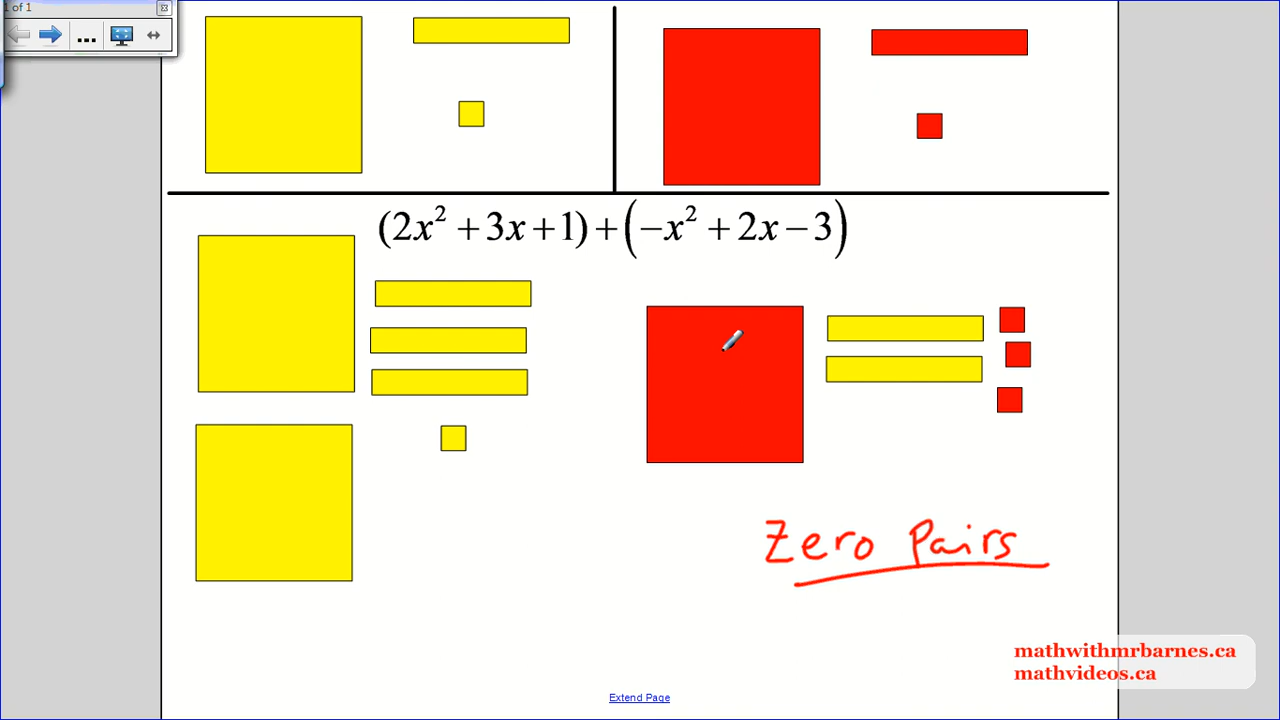 1 of 1
...
(2x² + 3x + 1) + (−x² + 2x − 3)
Zero Pairs
mathwithmrbarnes.ca
mathvideos.ca
Extend Page